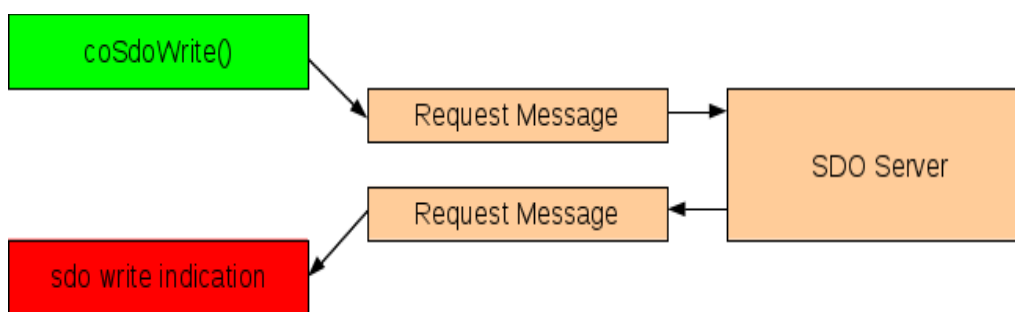 coSdoWrite()
Request Message
SDO Server
Request Message
sdo write indication